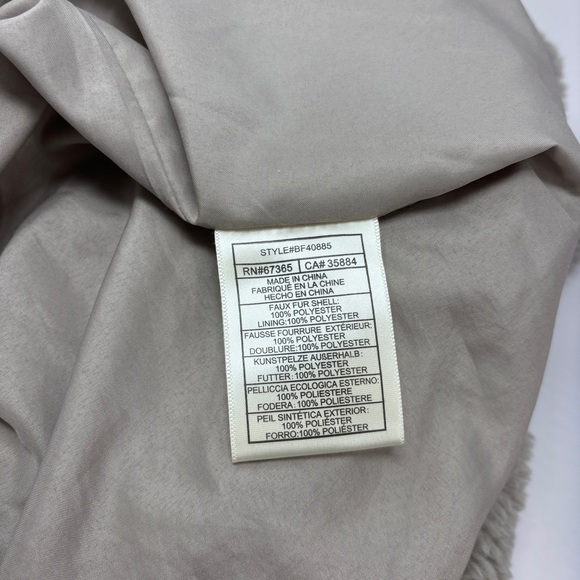 STYLE#BF40885
RN#67365 CA# 35884
MADE IN CHINA
FABRIQUÉ EN LA CHINE
HECHO EN CHINA
FAUX FUR SHELL:
100% POLYESTER
LINING:100% POLYESTER
FAUSSE FOURRURE EXTÉRIEUR:
100% POLYESTER
DOUBLURE: 100% POLYESTER
KUNSTPELZE AUßERHALB:
100% POLYESTER
FUTTER: 100% POLYESTER
PELLICCIA ECOLOGICA ESTERNO:
100% POLIESTERE
FODERA: 100% POLIESTERE
PEIL SINTÉTICA EXTERIOR:
100% POLIÉSTER
FORRO:100% POLIÉSTER